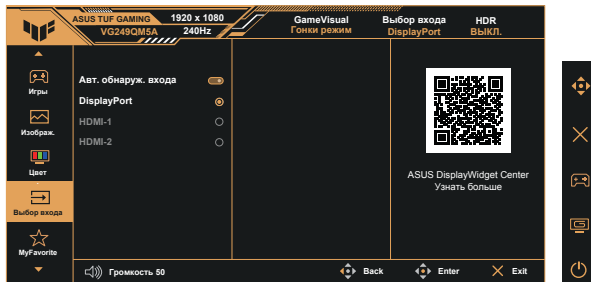 ASUS TUF GAMING 1920 x 1080
VG249QM5A 240Hz
GameVisual
Гонки режим
Выбор входа
DisplayPort
HDR
ВЫКЛ.
Игры
Изображ.
Цвет
Выбор входа
MyFavorite
Авт. обнаруж. входа
DisplayPort
HDMI-1
HDMI-2
ASUS DisplayWidget Center
Узнать больше
Громкость 50
Back
Enter
Exit